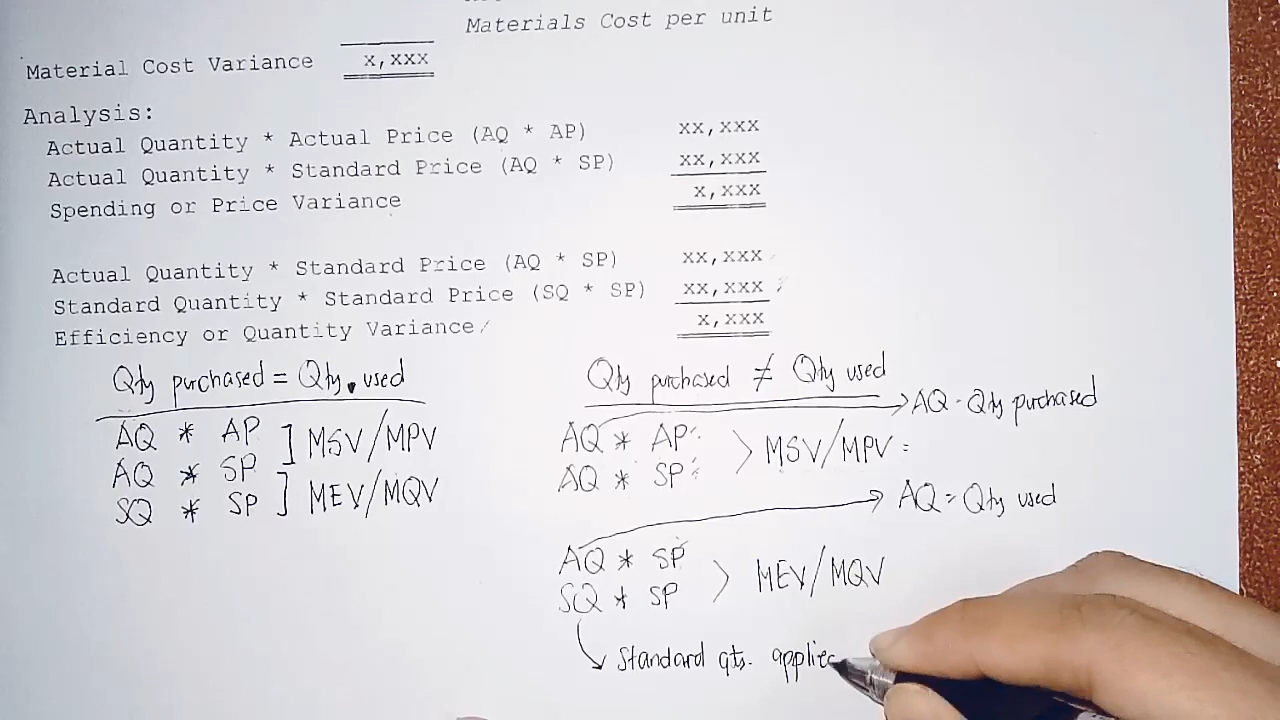 Materials Cost per unit
Material Cost Variance x,xxx
Analysis:
Actual Quantity * Actual Price (AQ * AP) xx,xxx
Actual Quantity * Standard Price (AQ * SP) xx,xxx
Spending or Price Variance x,xxx
Actual Quantity * Standard Price (AQ * SP) xx,xxx
Standard Quantity * Standard Price (SQ * SP) xx,xxx
Efficiency or Quantity Variance x,xxx
Qty purchased = Qty. used
AQ * AP
AQ * SP
SQ * SP
] MSV/MPV
] MEV/MQV
Qty purchased ≠ Qty used
AQ - Qty purchased
AQ * AP
AQ * SP
> MSV/MPV =
AQ = Qty used
AQ * SP
SQ * SP
> MEV/MQV
Standard qts. applie